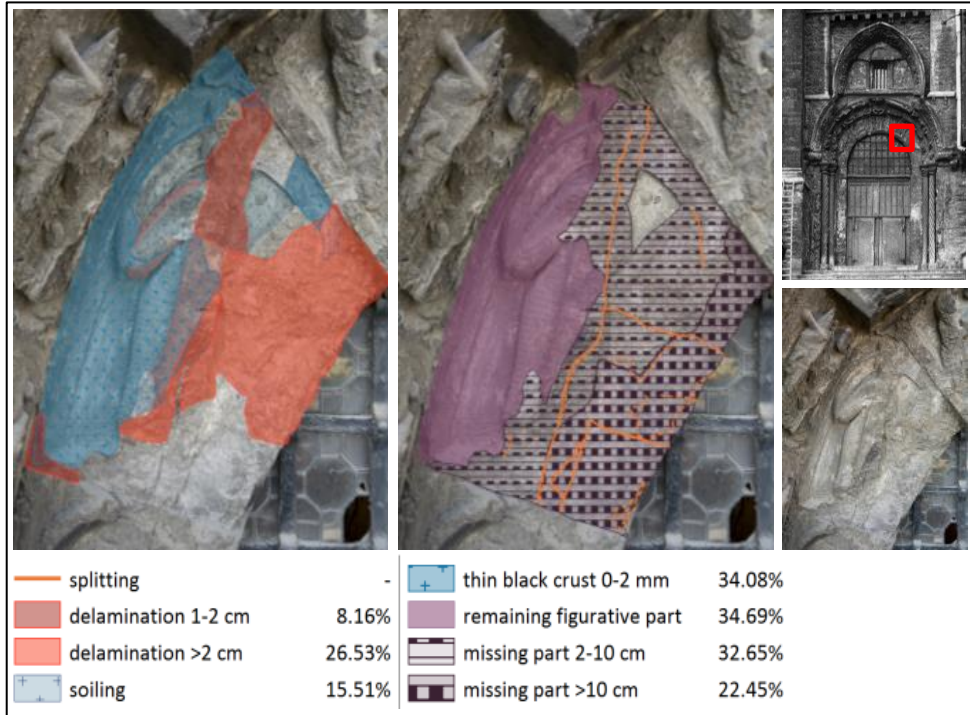 splitting -
delamination 1-2 cm 8.16%
delamination >2 cm 26.53%
soiling 15.51%
thin black crust 0-2 mm 34.08%
remaining figurative part 34.69%
missing part 2-10 cm 32.65%
missing part >10 cm 22.45%